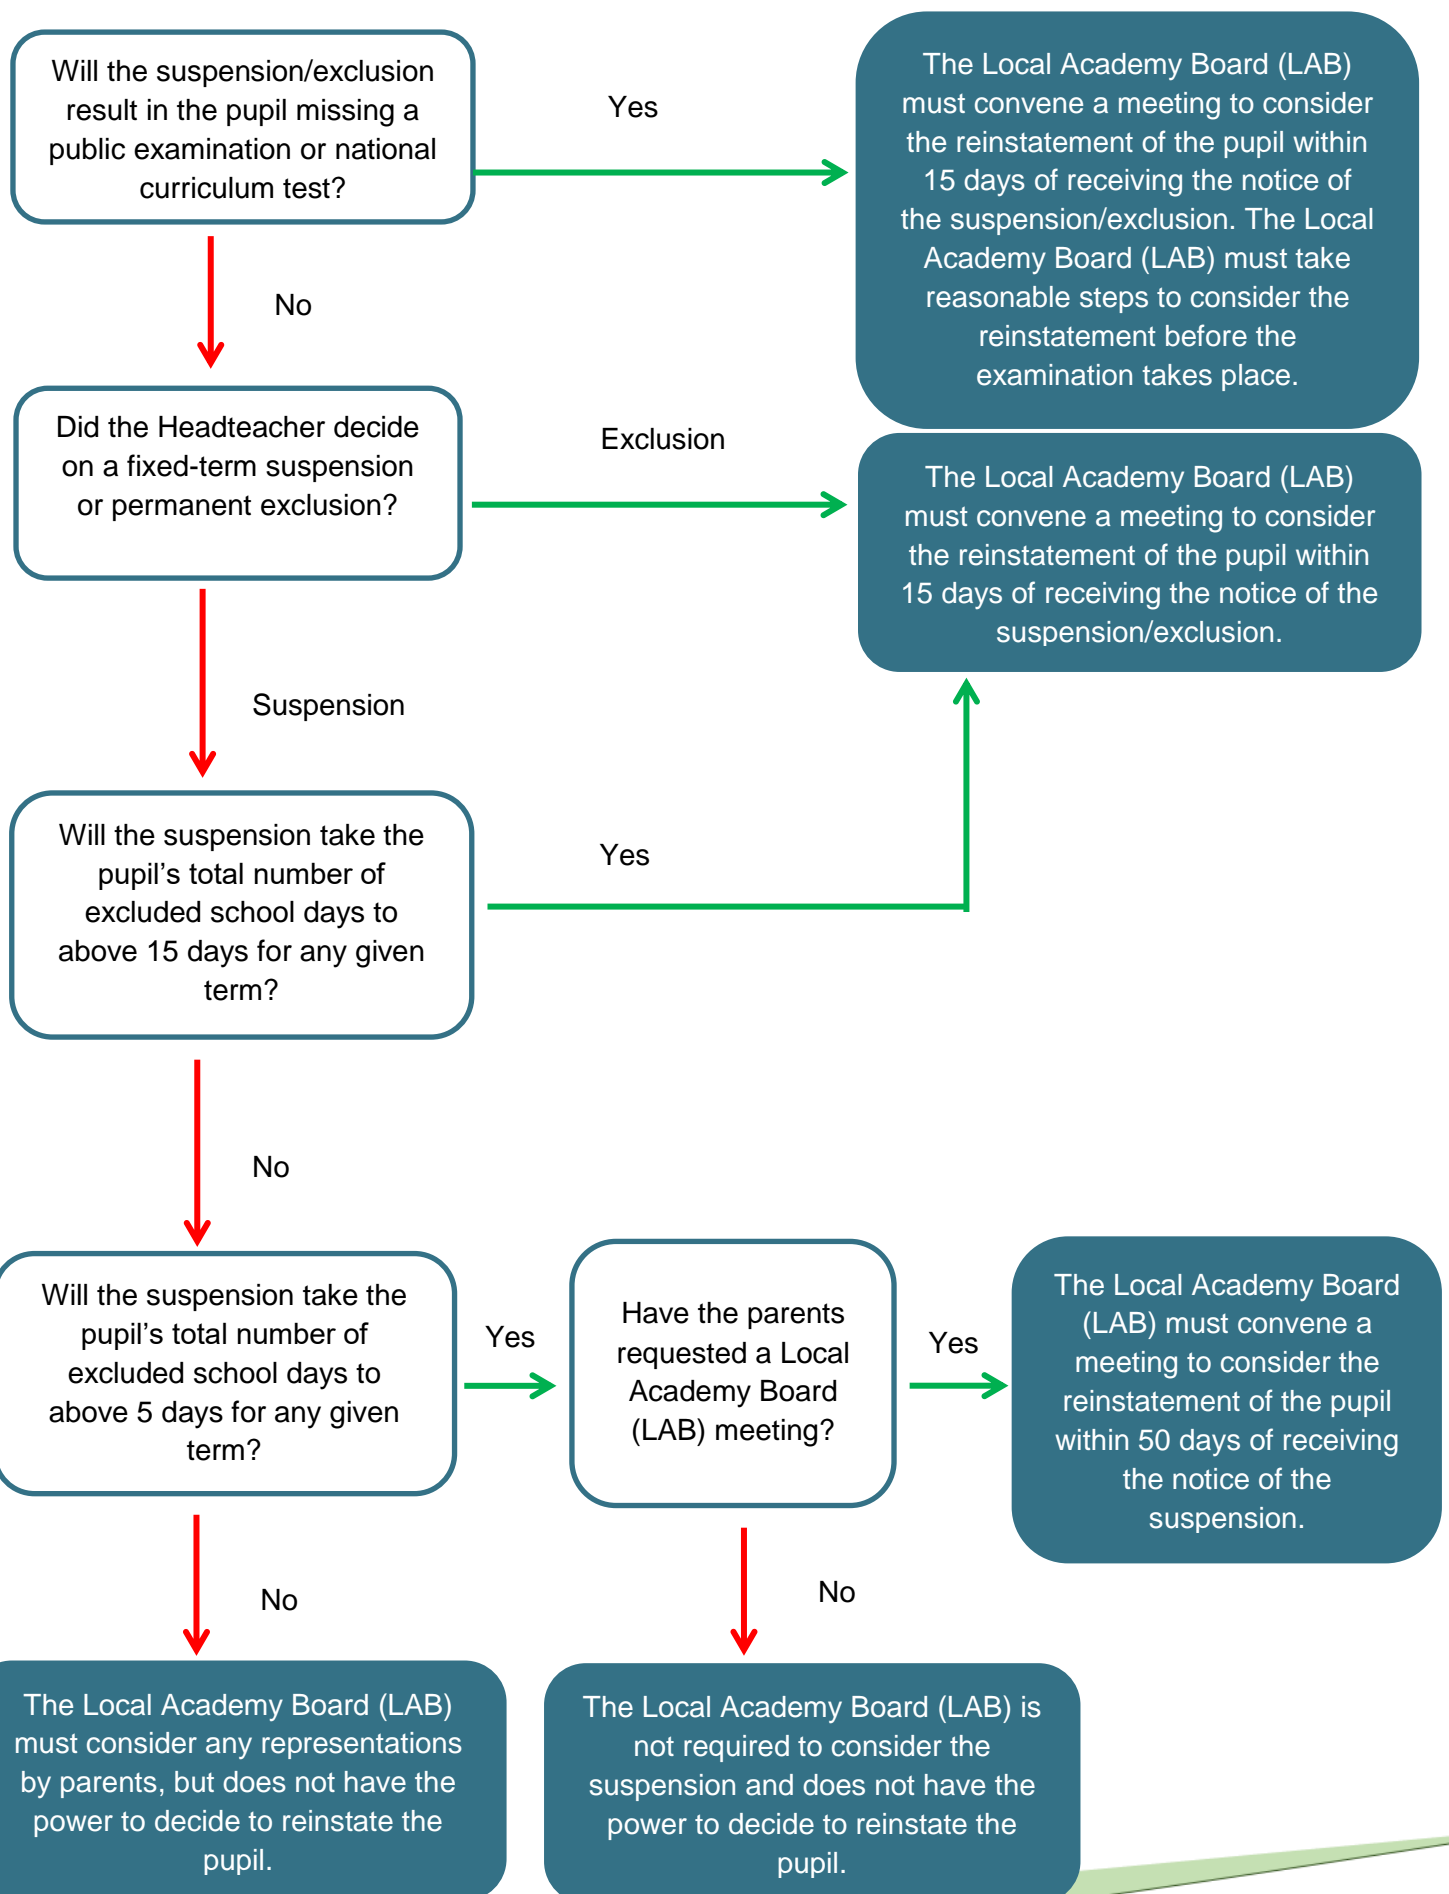 Will the suspension/exclusion
result in the pupil missing a
public examination or national
curriculum test?
Yes
The Local Academy Board (LAB)
must convene a meeting to consider
the reinstatement of the pupil within
15 days of receiving the notice of
the suspension/exclusion. The Local
Academy Board (LAB) must take
reasonable steps to consider the
reinstatement before the
examination takes place.
No
Did the Headteacher decide
on a fixed-term suspension
or permanent exclusion?
Exclusion
The Local Academy Board (LAB)
must convene a meeting to consider
the reinstatement of the pupil within
15 days of receiving the notice of the
suspension/exclusion.
Suspension
Will the suspension take the
pupil’s total number of
excluded school days to
above 15 days for any given
term?
Yes
No
Will the suspension take the
pupil’s total number of
excluded school days to
above 5 days for any given
term?
Yes
Have the parents
requested a Local
Academy Board
(LAB) meeting?
Yes
The Local Academy Board
(LAB) must convene a
meeting to consider the
reinstatement of the pupil
within 50 days of receiving
the notice of the
suspension.
No
No
The Local Academy Board (LAB)
must consider any representations
by parents, but does not have the
power to decide to reinstate the
pupil.
The Local Academy Board (LAB) is
not required to consider the
suspension and does not have the
power to decide to reinstate the
pupil.